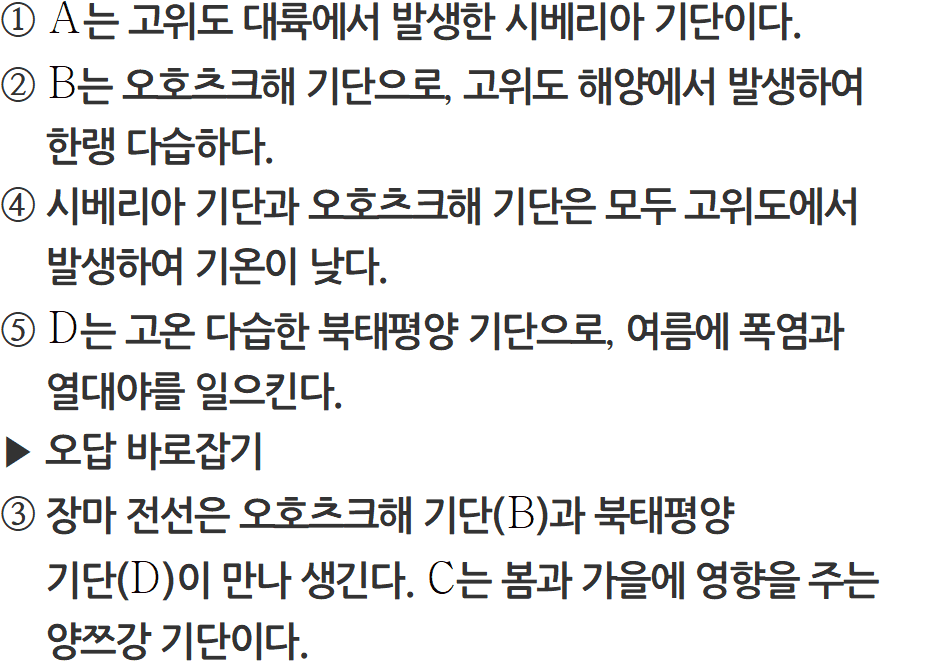 ① A는 고위도 대륙에서 발생한 시베리아 기단이다.
② B는 오호츠크해 기단으로, 고위도 해양에서 발생하여
한랭 다습하다.
④ 시베리아 기단과 오호츠크해 기단은 모두 고위도에서
발생하여 기온이 낮다.
⑤ D는 고온 다습한 북태평양 기단으로, 여름에 폭염과
열대야를 일으킨다.
▶ 오답 바로잡기
③ 장마 전선은 오호츠크해 기단(B)과 북태평양
기단(D)이 만나 생긴다. C는 봄과 가을에 영향을 주는
양쯔강 기단이다.